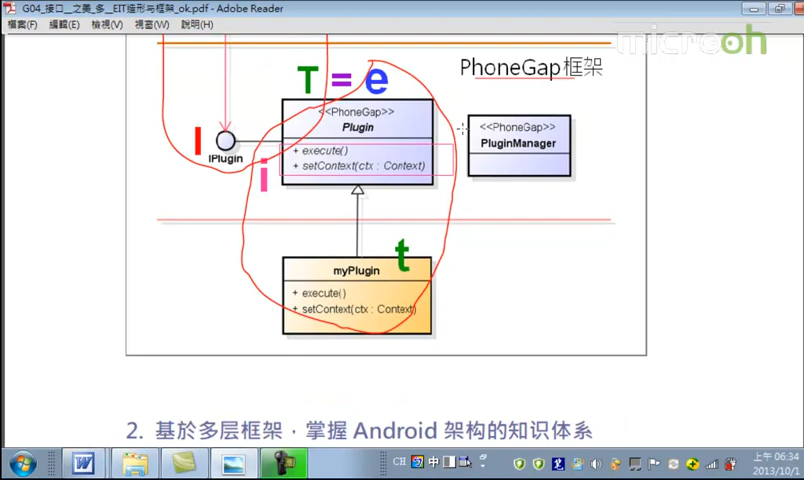 G04_接口__之美_多__EIT造形与框架_ok.pdf - Adobe Reader
檔案(F) 編輯(E) 檢視(V) 視窗(W) 說明(H)
microoh
PhoneGap框架
T = e
<<PhoneGap>>
Plugin
<<PhoneGap>>
PluginManager
I
IPlugin
+ execute()
+ setContext(ctx : Context)
i
t
myPlugin
+ execute()
+ setContext(ctx : Context)
2. 基於多层框架，掌握 Android 架构的知识体系
CH 中
上午 06:34
2013/10/1